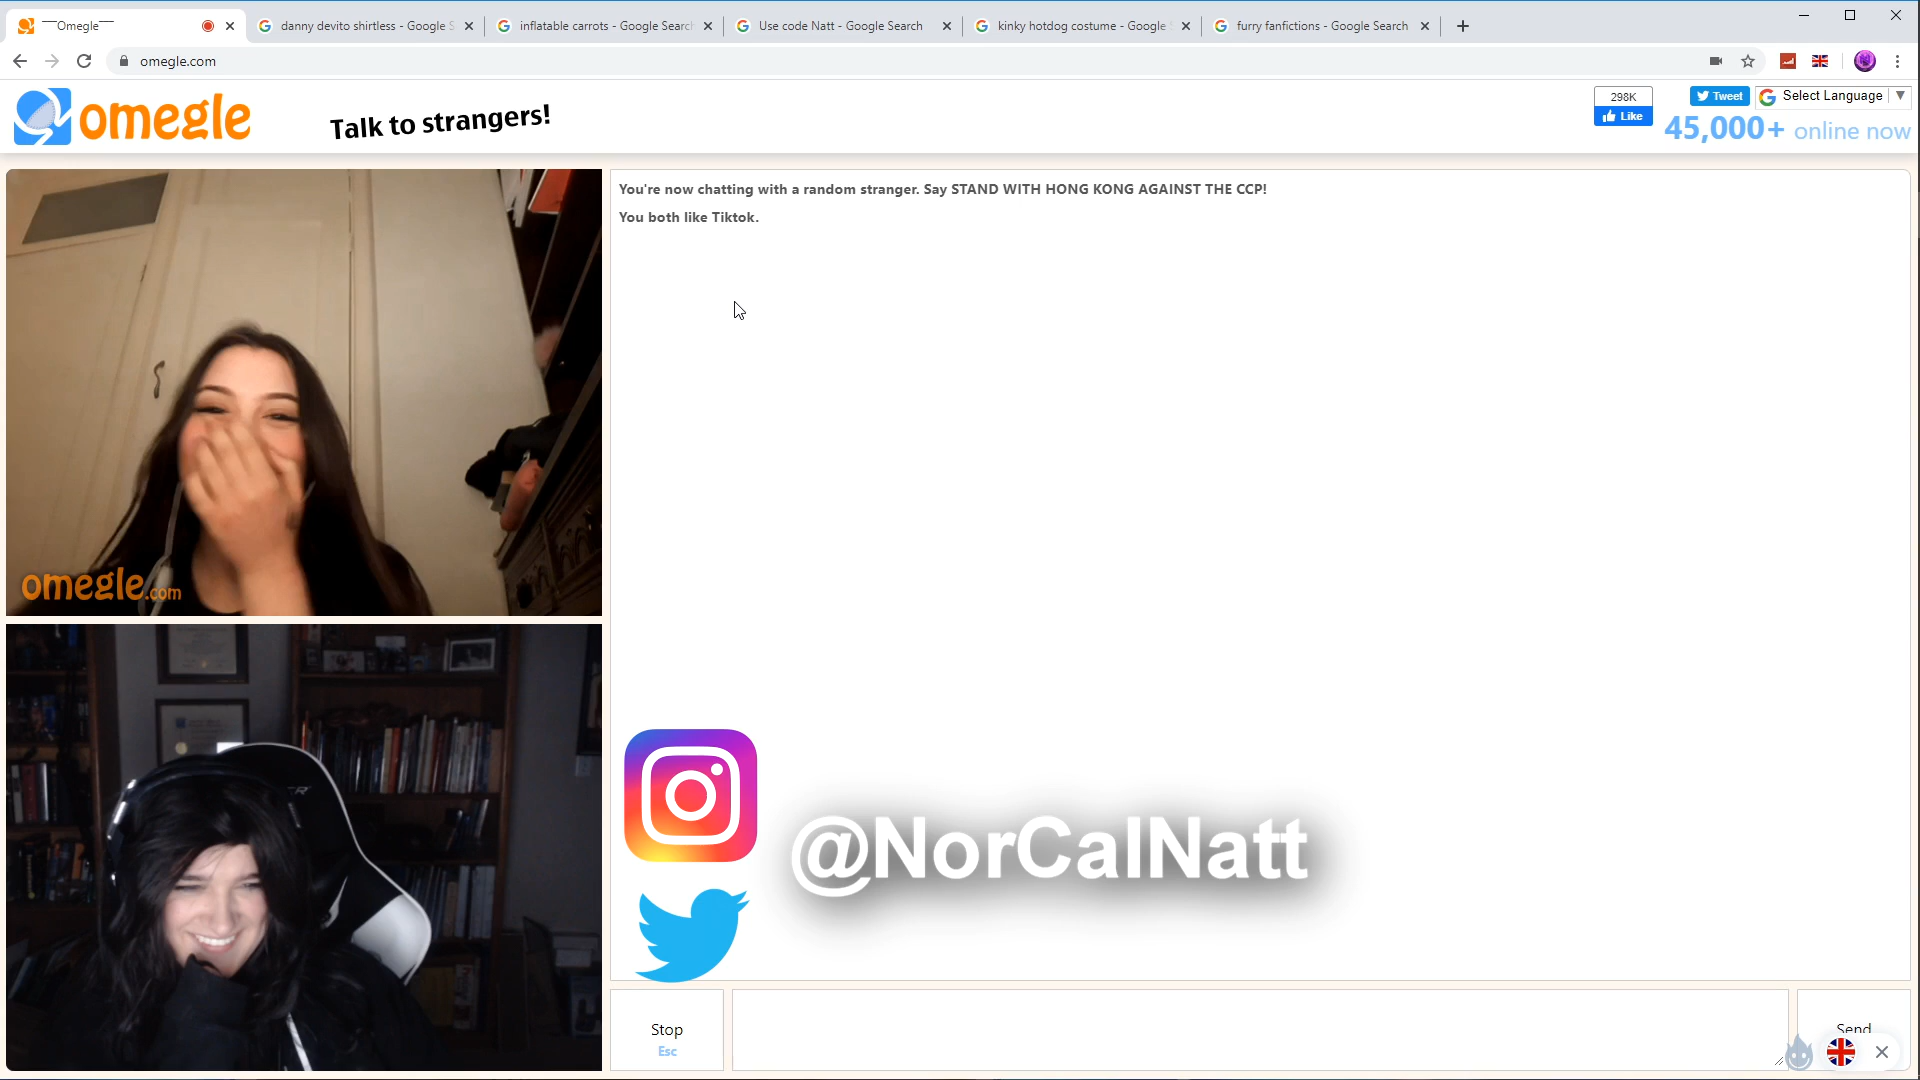 Omegle
danny devito shirtless - Google S
inflatable carrots - Google Search
Use code Natt - Google Search
kinky hotdog costume - Google S
furry fanfictions - Google Search
omegle.com
omegle
Talk to strangers!
298K
Like
Tweet
Select Language
45,000+ online now
You're now chatting with a random stranger. Say STAND WITH HONG KONG AGAINST THE CCP!
You both like Tiktok.
omegle.com
@NorCalNatt
Stop
Esc
Send